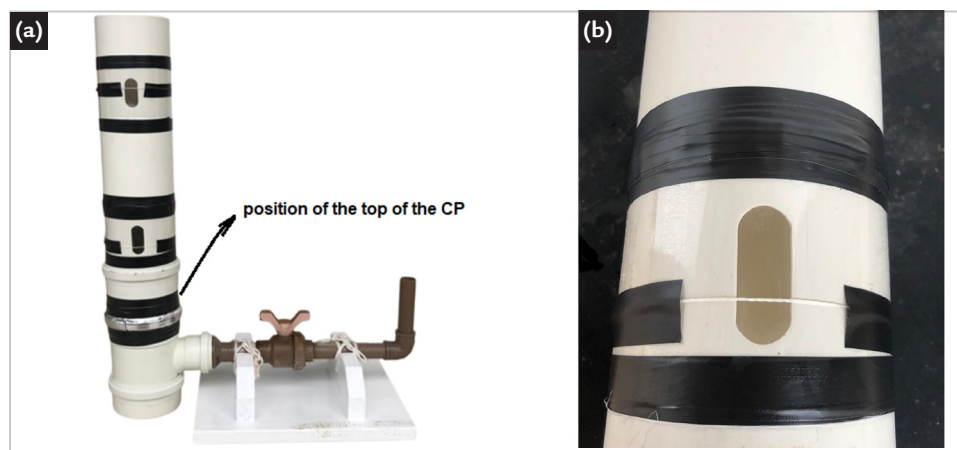 (a)
position of the top of the CP
(b)